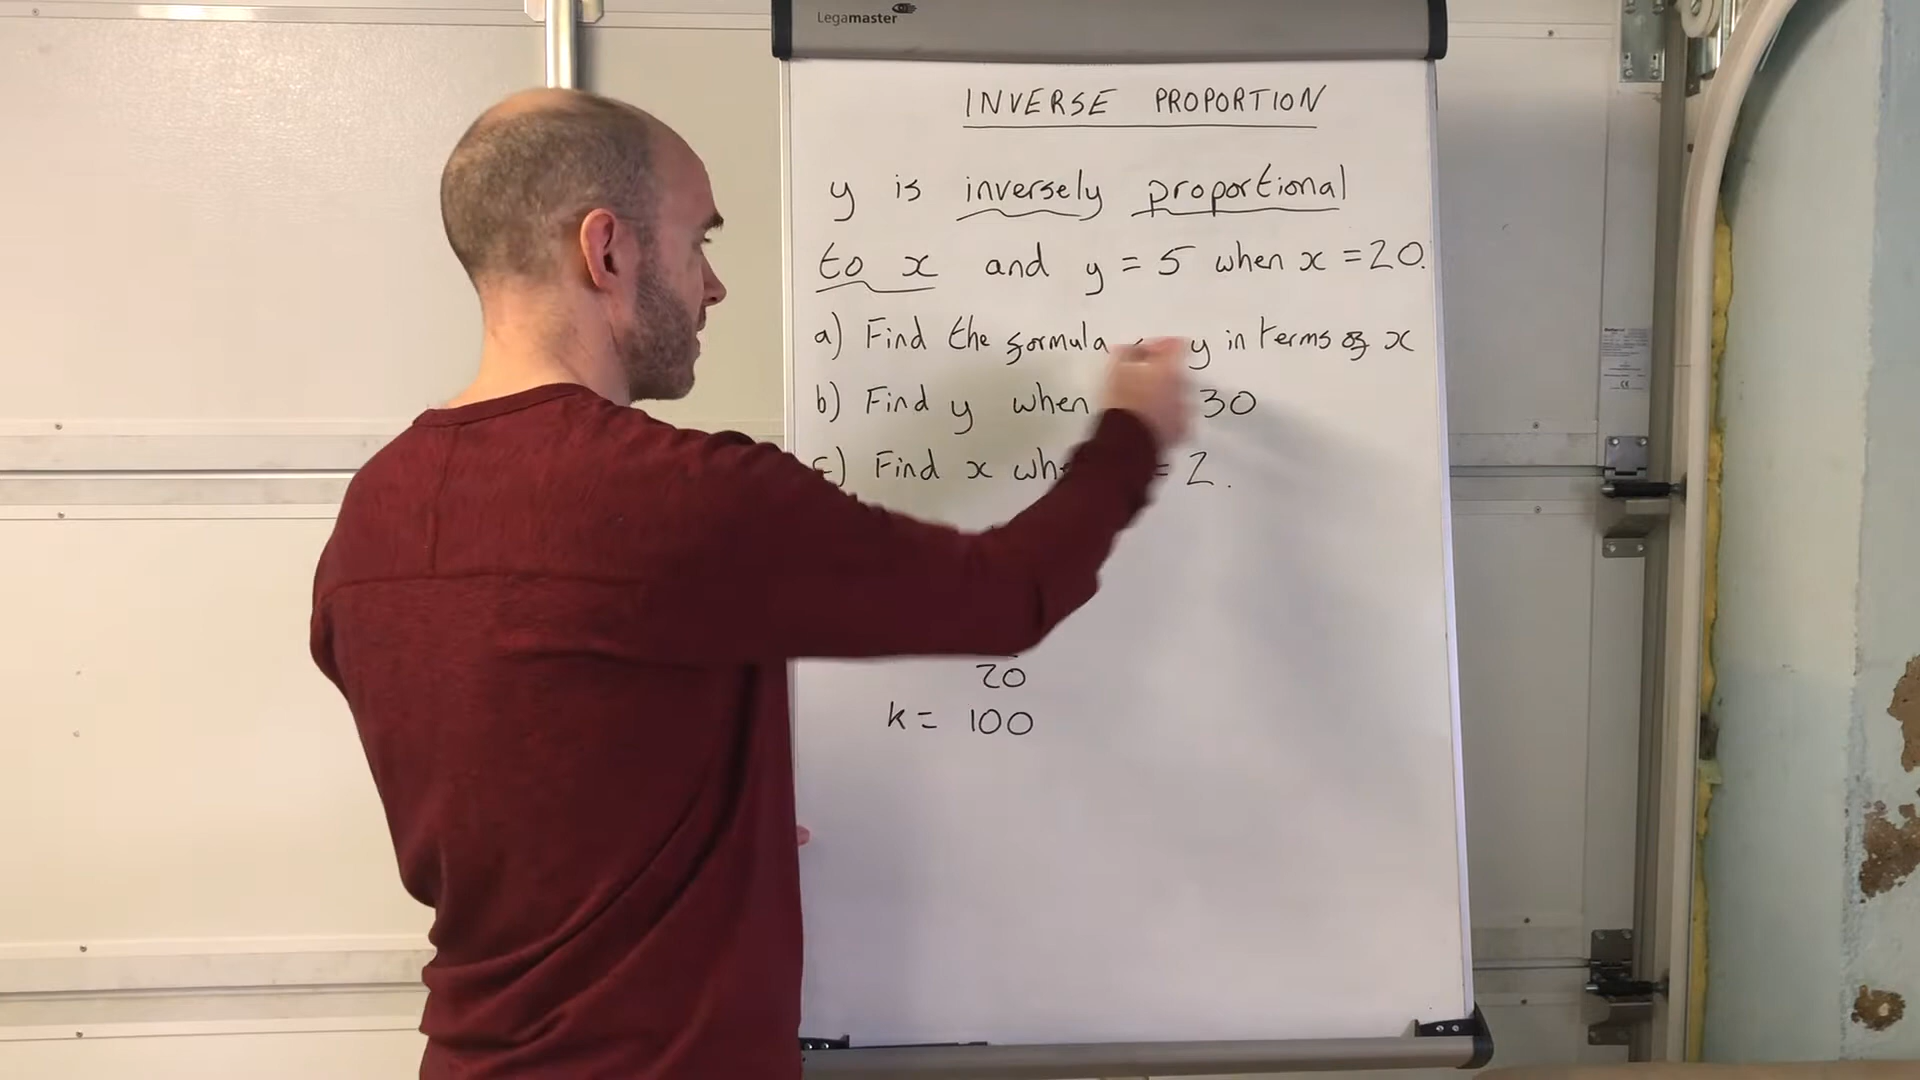 Legamaster
INVERSE PROPORTION
y is inversely proportional
to x and y = 5 when x = 20.
a) Find the formula y in terms of x
b) Find y when 30
c) Find x = 2.
20
k = 100